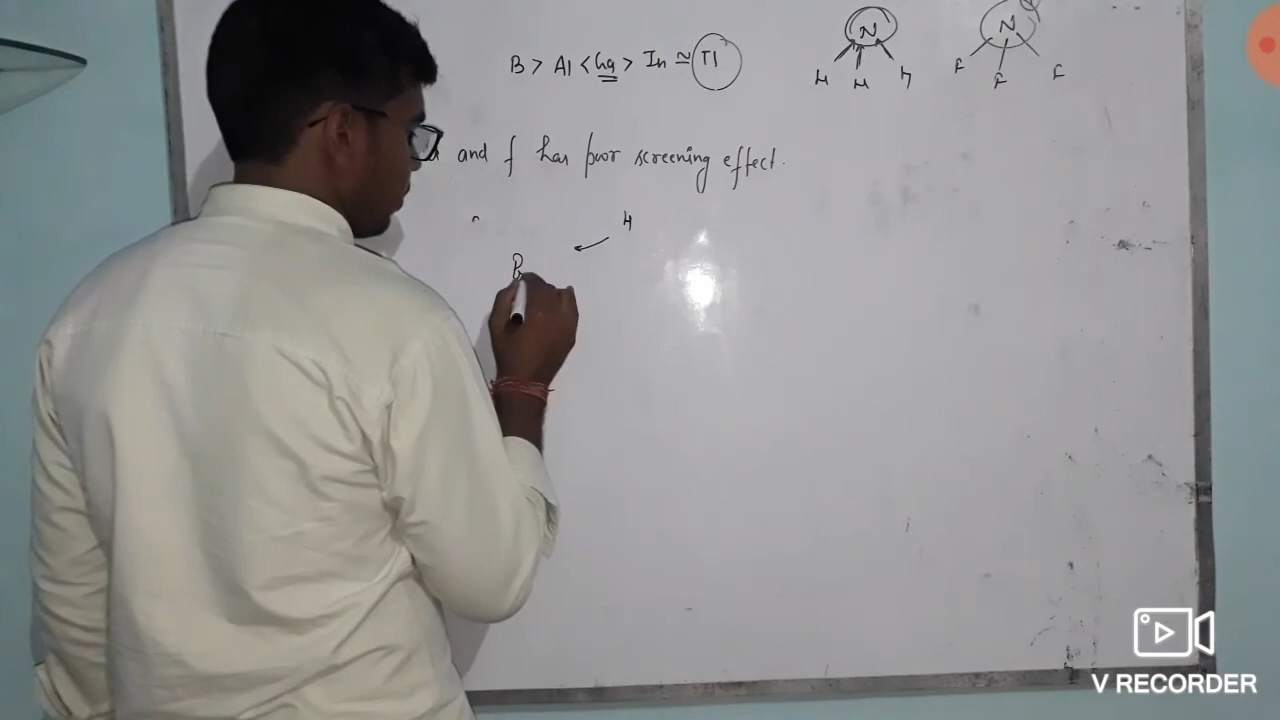 B > Al < Ga > In ≅ Tl
N
N
H H H
F F F
and f has poor screening effect.
H
B
V RECORDER